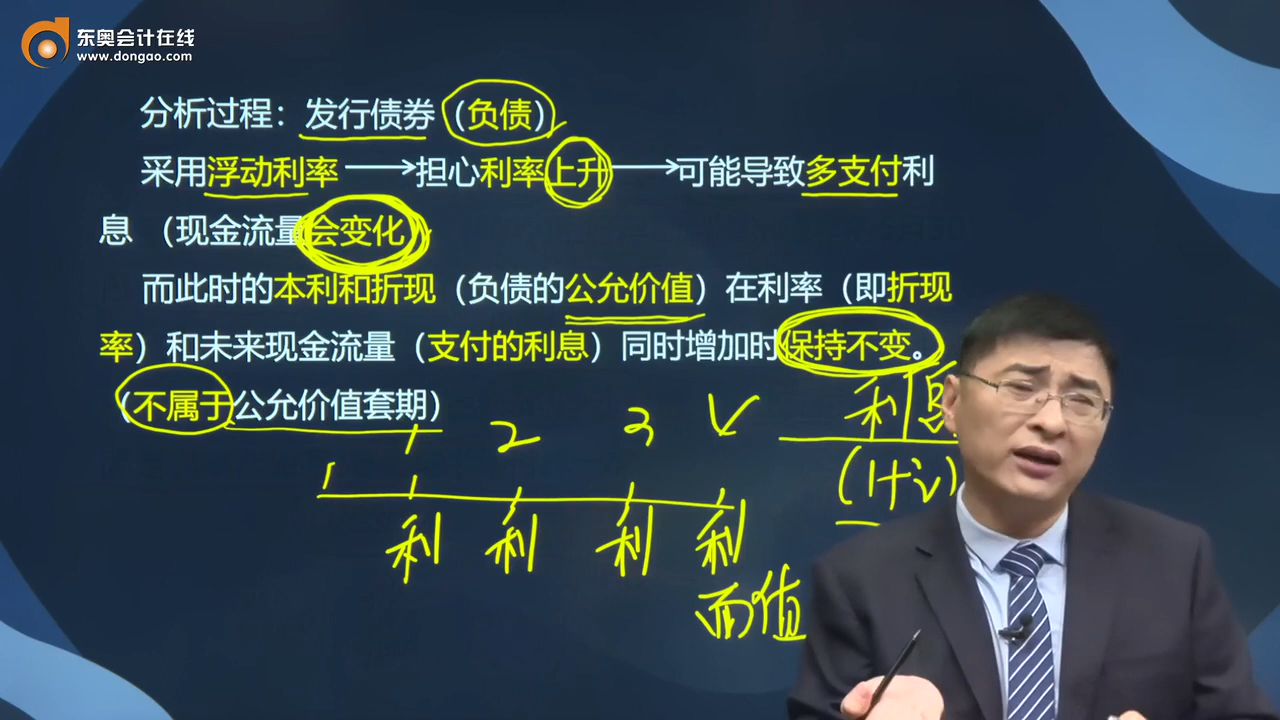 东奥会计在线
www.dongao.com
分析过程：发行债券（负债）
采用浮动利率→担心利率上升→可能导致多支付利
息（现金流量会变化）
而此时的本利和折现（负债的公允价值）在利率（即折现
率）和未来现金流量（支付的利息）同时增加时保持不变。
（不属于公允价值套期）
1 2 3 n
利息
(1+i)
利 利 利 利
面值